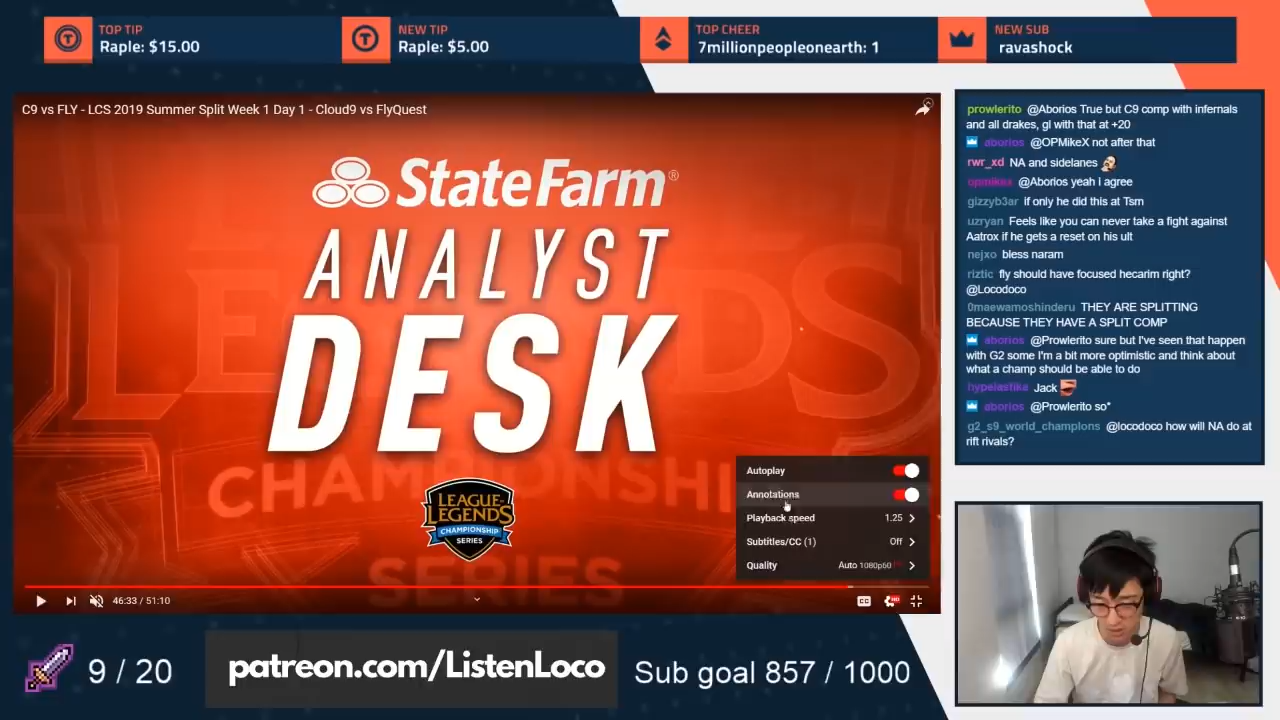 TOP TIP
Raple: $15.00
NEW TIP
Raple: $5.00
TOP CHEER
7millionpeopleonearth: 1
NEW SUB
ravashock
C9 vs FLY - LCS 2019 Summer Split Week 1 Day 1 - Cloud9 vs FlyQuest
StateFarm®
ANALYST
DESK
LEAGUE OF
LEGENDS
CHAMPIONSHIP
SERIES
LEGENDS
CHAMPIONSHIP
SERIES
Autoplay
Annotations
Playback speed 1.25
Subtitles/CC (1) Off
Quality Auto 1080p60
46:33 / 51:10
CC
HD
prowlerito @Aborios True but C9 comp with infernals
and all drakes, gl with that at +20
aborios @OPMikeX not after that
rwr_xd NA and sidelanes
opmikex @Aborios yeah I agree
gizzyb3ar if only he did this at Tsm
uzryan Feels like you can never take a fight against
Aatrox if he gets a reset on his ult
nejxo bless naram
riztic fly should have focused hecarim right?
@Locodoco
0maewamoshinderu THEY ARE SPLITTING
BECAUSE THEY HAVE A SPLIT COMP
aborios @Prowlerito sure but I've seen that happen
with G2 some I'm a bit more optimistic and think about
what a champ should be able to do
hypelastika Jack
aborios @Prowlerito so*
g2_s9_world_champions @locodoco how will NA do at
rift rivals?
9 / 20
patreon.com/ListenLoco
Sub goal 857 / 1000